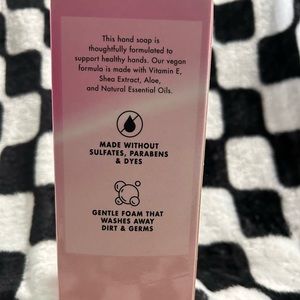 This hand soap is
thoughtfully formulated to
support healthy hands. Our vegan
formula is made with Vitamin E,
Shea Extract, Aloe,
and Natural Essential Oils.
MADE WITHOUT
SULFATES, PARABENS
& DYES
GENTLE FOAM THAT
WASHES AWAY
DIRT & GERMS